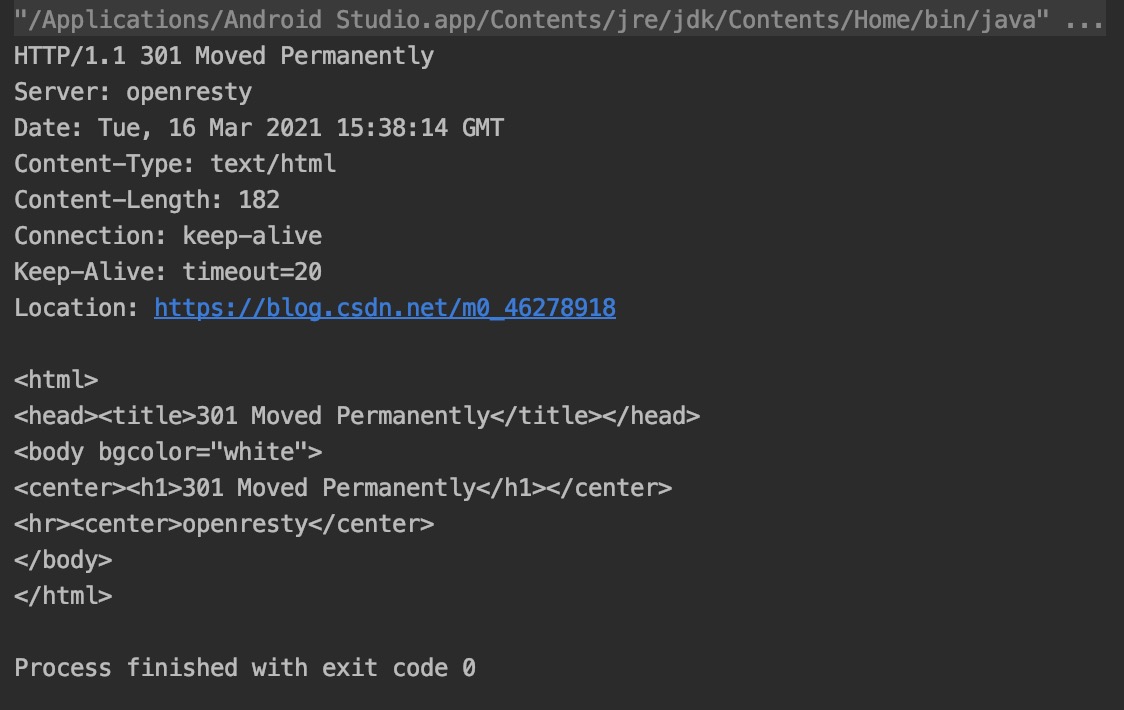 "/Applications/Android Studio.app/Contents/jre/jdk/Contents/Home/bin/java" ...
HTTP/1.1 301 Moved Permanently
Server: openresty
Date: Tue, 16 Mar 2021 15:38:14 GMT
Content-Type: text/html
Content-Length: 182
Connection: keep-alive
Keep-Alive: timeout=20
Location: https://blog.csdn.net/m0_46278918

<html>
<head><title>301 Moved Permanently</title></head>
<body bgcolor="white">
<center><h1>301 Moved Permanently</h1></center>
<hr><center>openresty</center>
</body>
</html>

Process finished with exit code 0